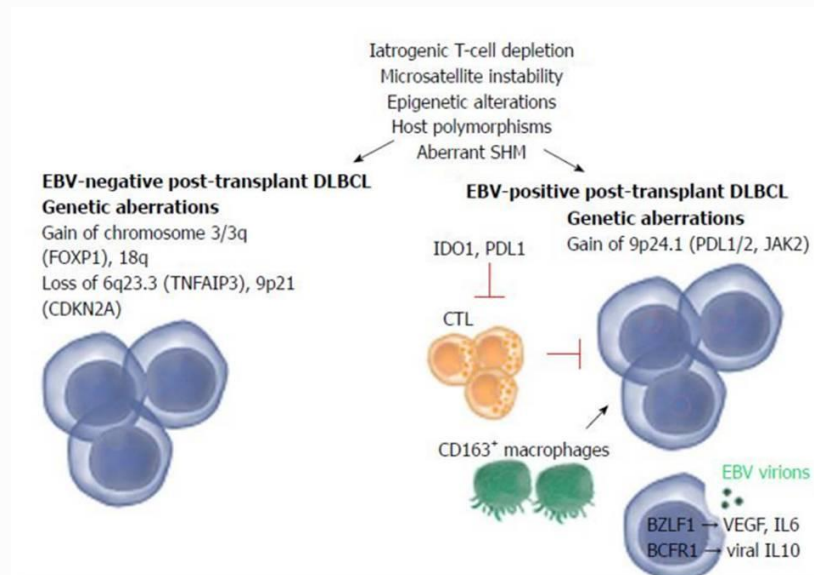 Iatrogenic T-cell depletion
Microsatellite instability
Epigenetic alterations
Host polymorphisms
Aberrant SHM
EBV-negative post-transplant DLBCL
Genetic aberrations
Gain of chromosome 3/3q
(FOXP1), 18q
Loss of 6q23.3 (TNFAIP3), 9p21
(CDKN2A)
EBV-positive post-transplant DLBCL
Genetic aberrations
Gain of 9p24.1 (PDL1/2, JAK2)
IDO1, PDL1
CTL
CD163+ macrophages
EBV virions
BZLF1 → VEGF, IL6
BCFR1 → viral IL10